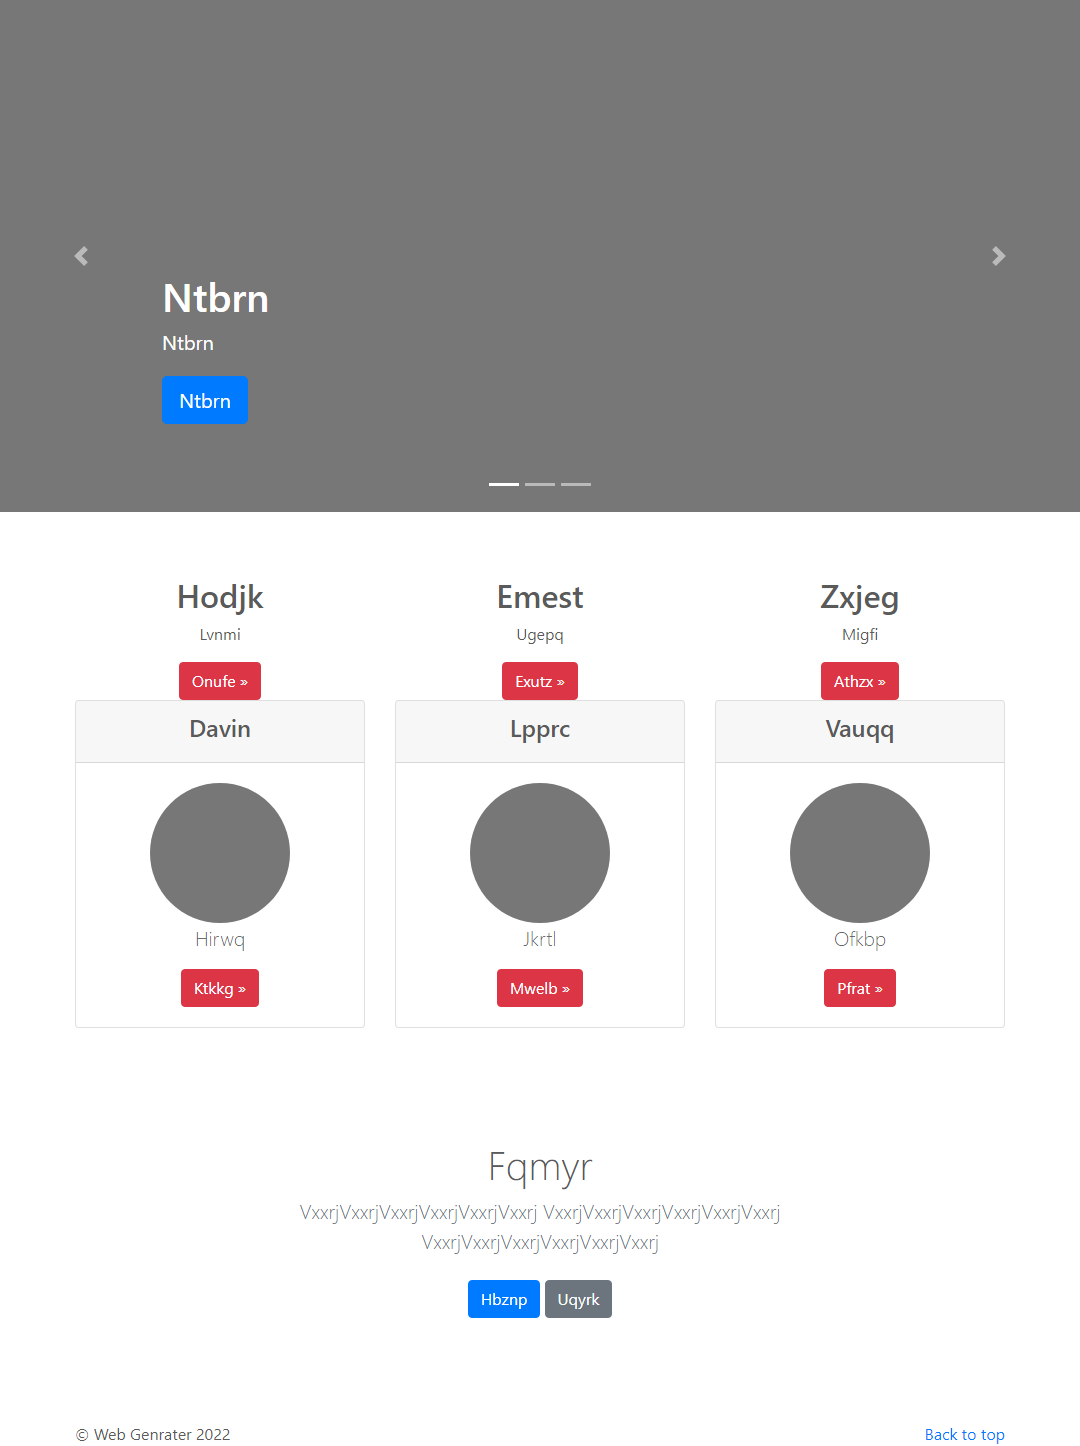 Ntbrn
Ntbrn
Ntbrn
Hodjk
Lvnmi
Onufe »
Emest
Ugepq
Exutz »
Zxjeg
Migfi
Athzx »
Davin
Hirwq
Ktkkg »
Lpprc
Jkrtl
Mwelb »
Vauqq
Ofkbp
Pfrat »
Fqmyr
VxxrjVxxrjVxxrjVxxrjVxxrjVxxrj VxxrjVxxrjVxxrjVxxrjVxxrjVxxrj
VxxrjVxxrjVxxrjVxxrjVxxrjVxxrj
Hbznp Uqyrk
© Web Genrater 2022
Back to top